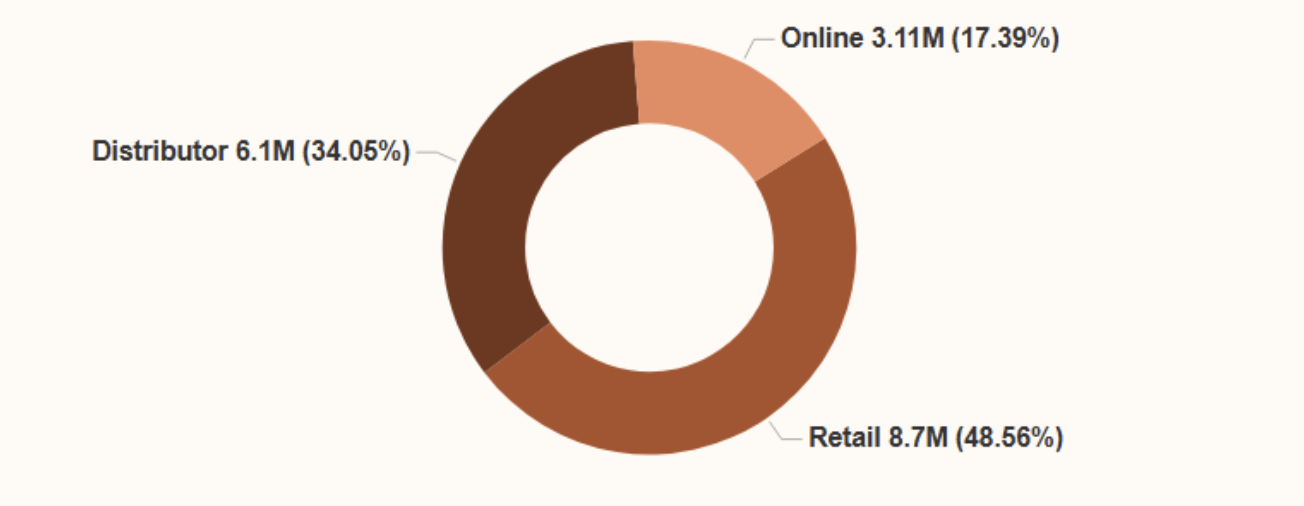 Online 3.11M (17.39%)
Distributor 6.1M (34.05%)
Retail 8.7M (48.56%)